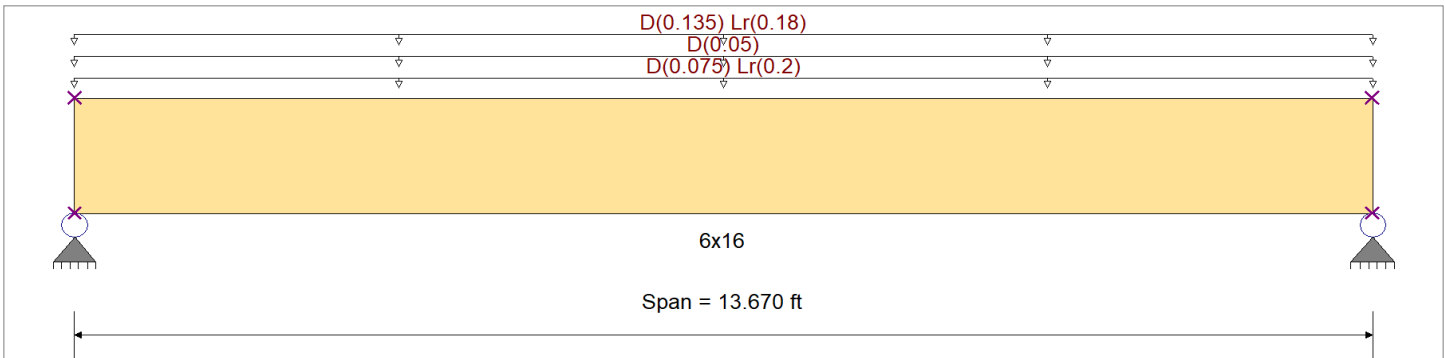 D(0.135) Lr(0.18)
D(0.05)
D(0.075) Lr(0.2)
6x16
Span = 13.670 ft